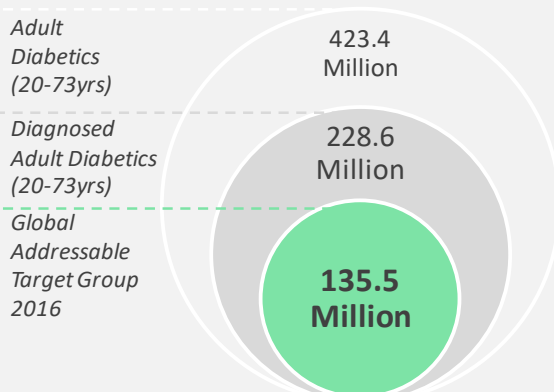 Adult
Diabetics
(20-73yrs)
423.4
Million
Diagnosed
Adult Diabetics
(20-73yrs)
228.6
Million
Global
Addressable
Target Group
2016
135.5
Million